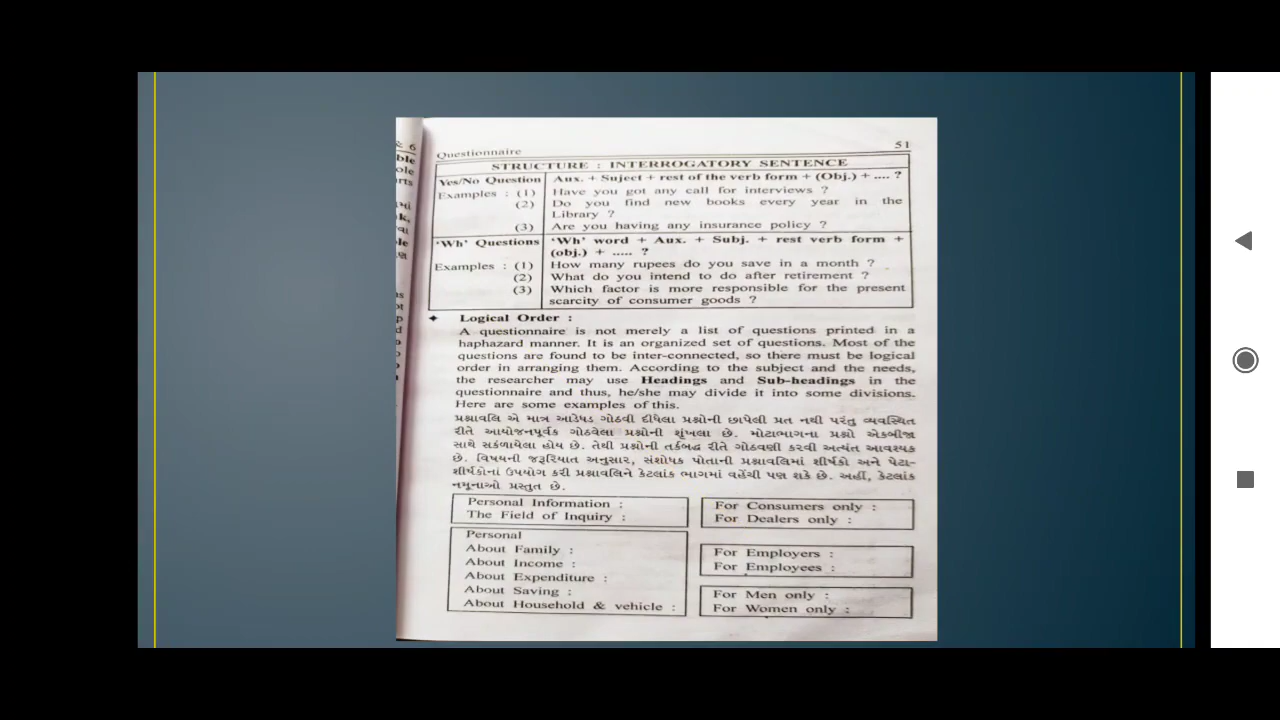 & 6
Questionnaire 51
STRUCTURE : INTERROGATORY SENTENCE
Yes/No Question Aux. + Suject + rest of the verb form + (Obj.) + .... ?
Examples : (1) Have you got any call for interviews ?
(2) Do you find new books every year in the
Library ?
(3) Are you having any insurance policy ?
'Wh' Questions 'Wh' word + Aux. + Subj. + rest verb form +
(obj.) + ..... ?
Examples : (1) How many rupees do you save in a month ?
(2) What do you intend to do after retirement ?
(3) Which factor is more responsible for the present
scarcity of consumer goods ?
✦ Logical Order :
A questionnaire is not merely a list of questions printed in a
haphazard manner. It is an organized set of questions. Most of the
questions are found to be inter-connected, so there must be logical
order in arranging them. According to the subject and the needs,
the researcher may use Headings and Sub-headings in the
questionnaire and thus, he/she may divide it into some divisions.
Here are some examples of this.
પ્રશ્નાવલિ એ માત્ર આડેધડ ગોઠવી દીધેલા પ્રશ્નોની છાપેલી પ્રત નથી પરંતુ વ્યવસ્થિત
રીતે આયોજનપૂર્વક ગોઠવેલા પ્રશ્નોની શૃંખલા છે. મોટાભાગના પ્રશ્નો એકબીજા
સાથે સંકળાયેલા હોય છે. તેથી પ્રશ્નોની તર્કબદ્ધ રીતે ગોઠવણી કરવી અત્યંત આવશ્યક
છે. વિષયની જરૂરિયાત અનુસાર, સંશોધક પોતાની પ્રશ્નાવલિમાં શીર્ષકો અને પેટા-
શીર્ષકોનાં ઉપયોગ કરી પ્રશ્નાવલિને કેટલાંક ભાગમાં વહેંચી પણ શકે છે. અહીં, કેટલાંક
નમૂનાઓ પ્રસ્તુત છે.
Personal Information :
The Field of Inquiry :
For Consumers only :
For Dealers only :
Personal
About Family :
About Income :
About Expenditure :
About Saving :
About Household & vehicle :
For Employers :
For Employees :
For Men only :
For Women only :